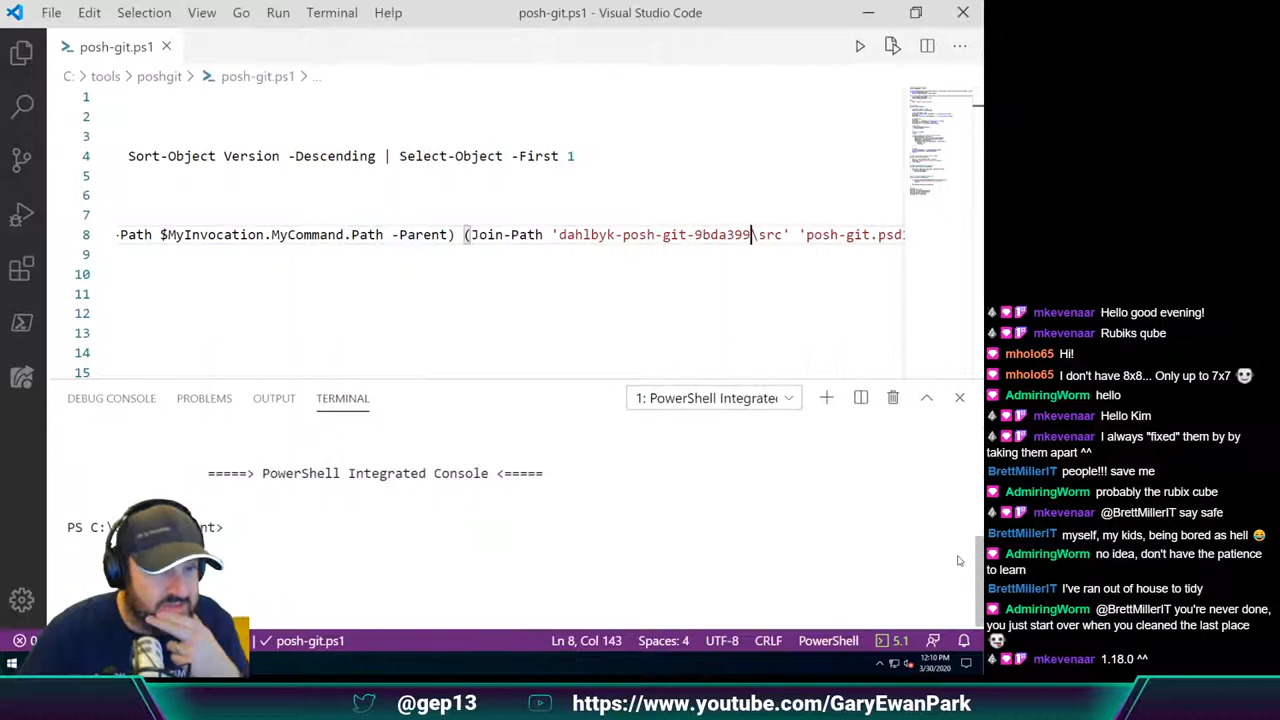 File Edit Selection View Go Run Terminal Help posh-git.ps1 - Visual Studio Code
posh-git.ps1
C: > tools > poshgit > posh-git.ps1 > ...
1
2
3
4 Sort-Object Version -Descending | Select-Object -First 1
5
6
7
8 Path $MyInvocation.MyCommand.Path -Parent) (Join-Path 'dahlbyk-posh-git-9bda399\src' 'posh-git.psd1
9
10
11
12
13
14
15
DEBUG CONSOLE PROBLEMS OUTPUT TERMINAL 1: PowerShell Integrated
=====> PowerShell Integrated Console <=====
PS C:\ nt>
0 posh-git.ps1 Ln 8, Col 143 Spaces: 4 UTF-8 CRLF PowerShell 5.1
12:10 PM
3/30/2020
mkevenaar Hello good evening!
mkevenaar Rubiks qube
mholo65 Hi!
mholo65 I don't have 8x8... Only up to 7x7
AdmiringWorm hello
mkevenaar Hello Kim
mkevenaar I always "fixed" them by by
taking them apart ^^
BrettMillerIT people!!! save me
AdmiringWorm probably the rubix cube
mkevenaar @BrettMillerIT say safe
BrettMillerIT myself, my kids, being bored as hell 😂
AdmiringWorm no idea, don't have the patience
to learn
BrettMillerIT I've ran out of house to tidy
AdmiringWorm @BrettMillerIT you're never done,
you just start over when you cleaned the last place
mkevenaar 1.18.0 ^^
@gep13 https://www.youtube.com/GaryEwanPark